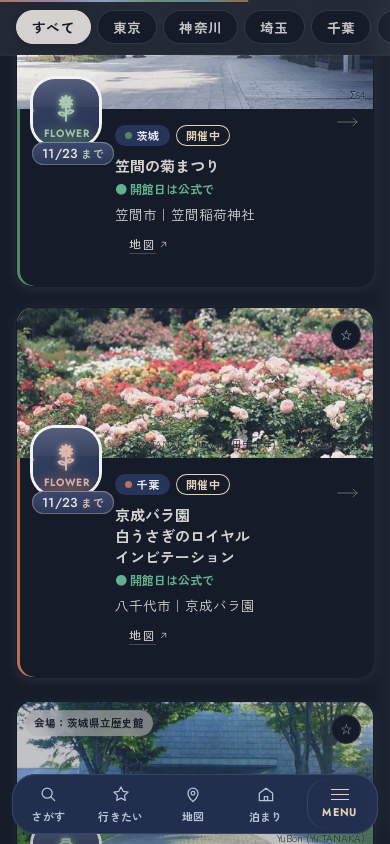 すべて
東京
神奈川
埼玉
千葉
Σ64
FLOWER
11/23 まで
茨城
開催中
笠間の菊まつり
開館日は公式で
笠間市｜笠間稲荷神社
地図
FLOWER
11/23 まで
千葉
開催中
京成バラ園
白うさぎのロイヤル
インビテーション
開館日は公式で
八千代市｜京成バラ園
地図
会場：茨城県立歴史館
さがす
行きたい
地図
泊まり
MENU
YuBon (Yu TANAKA)